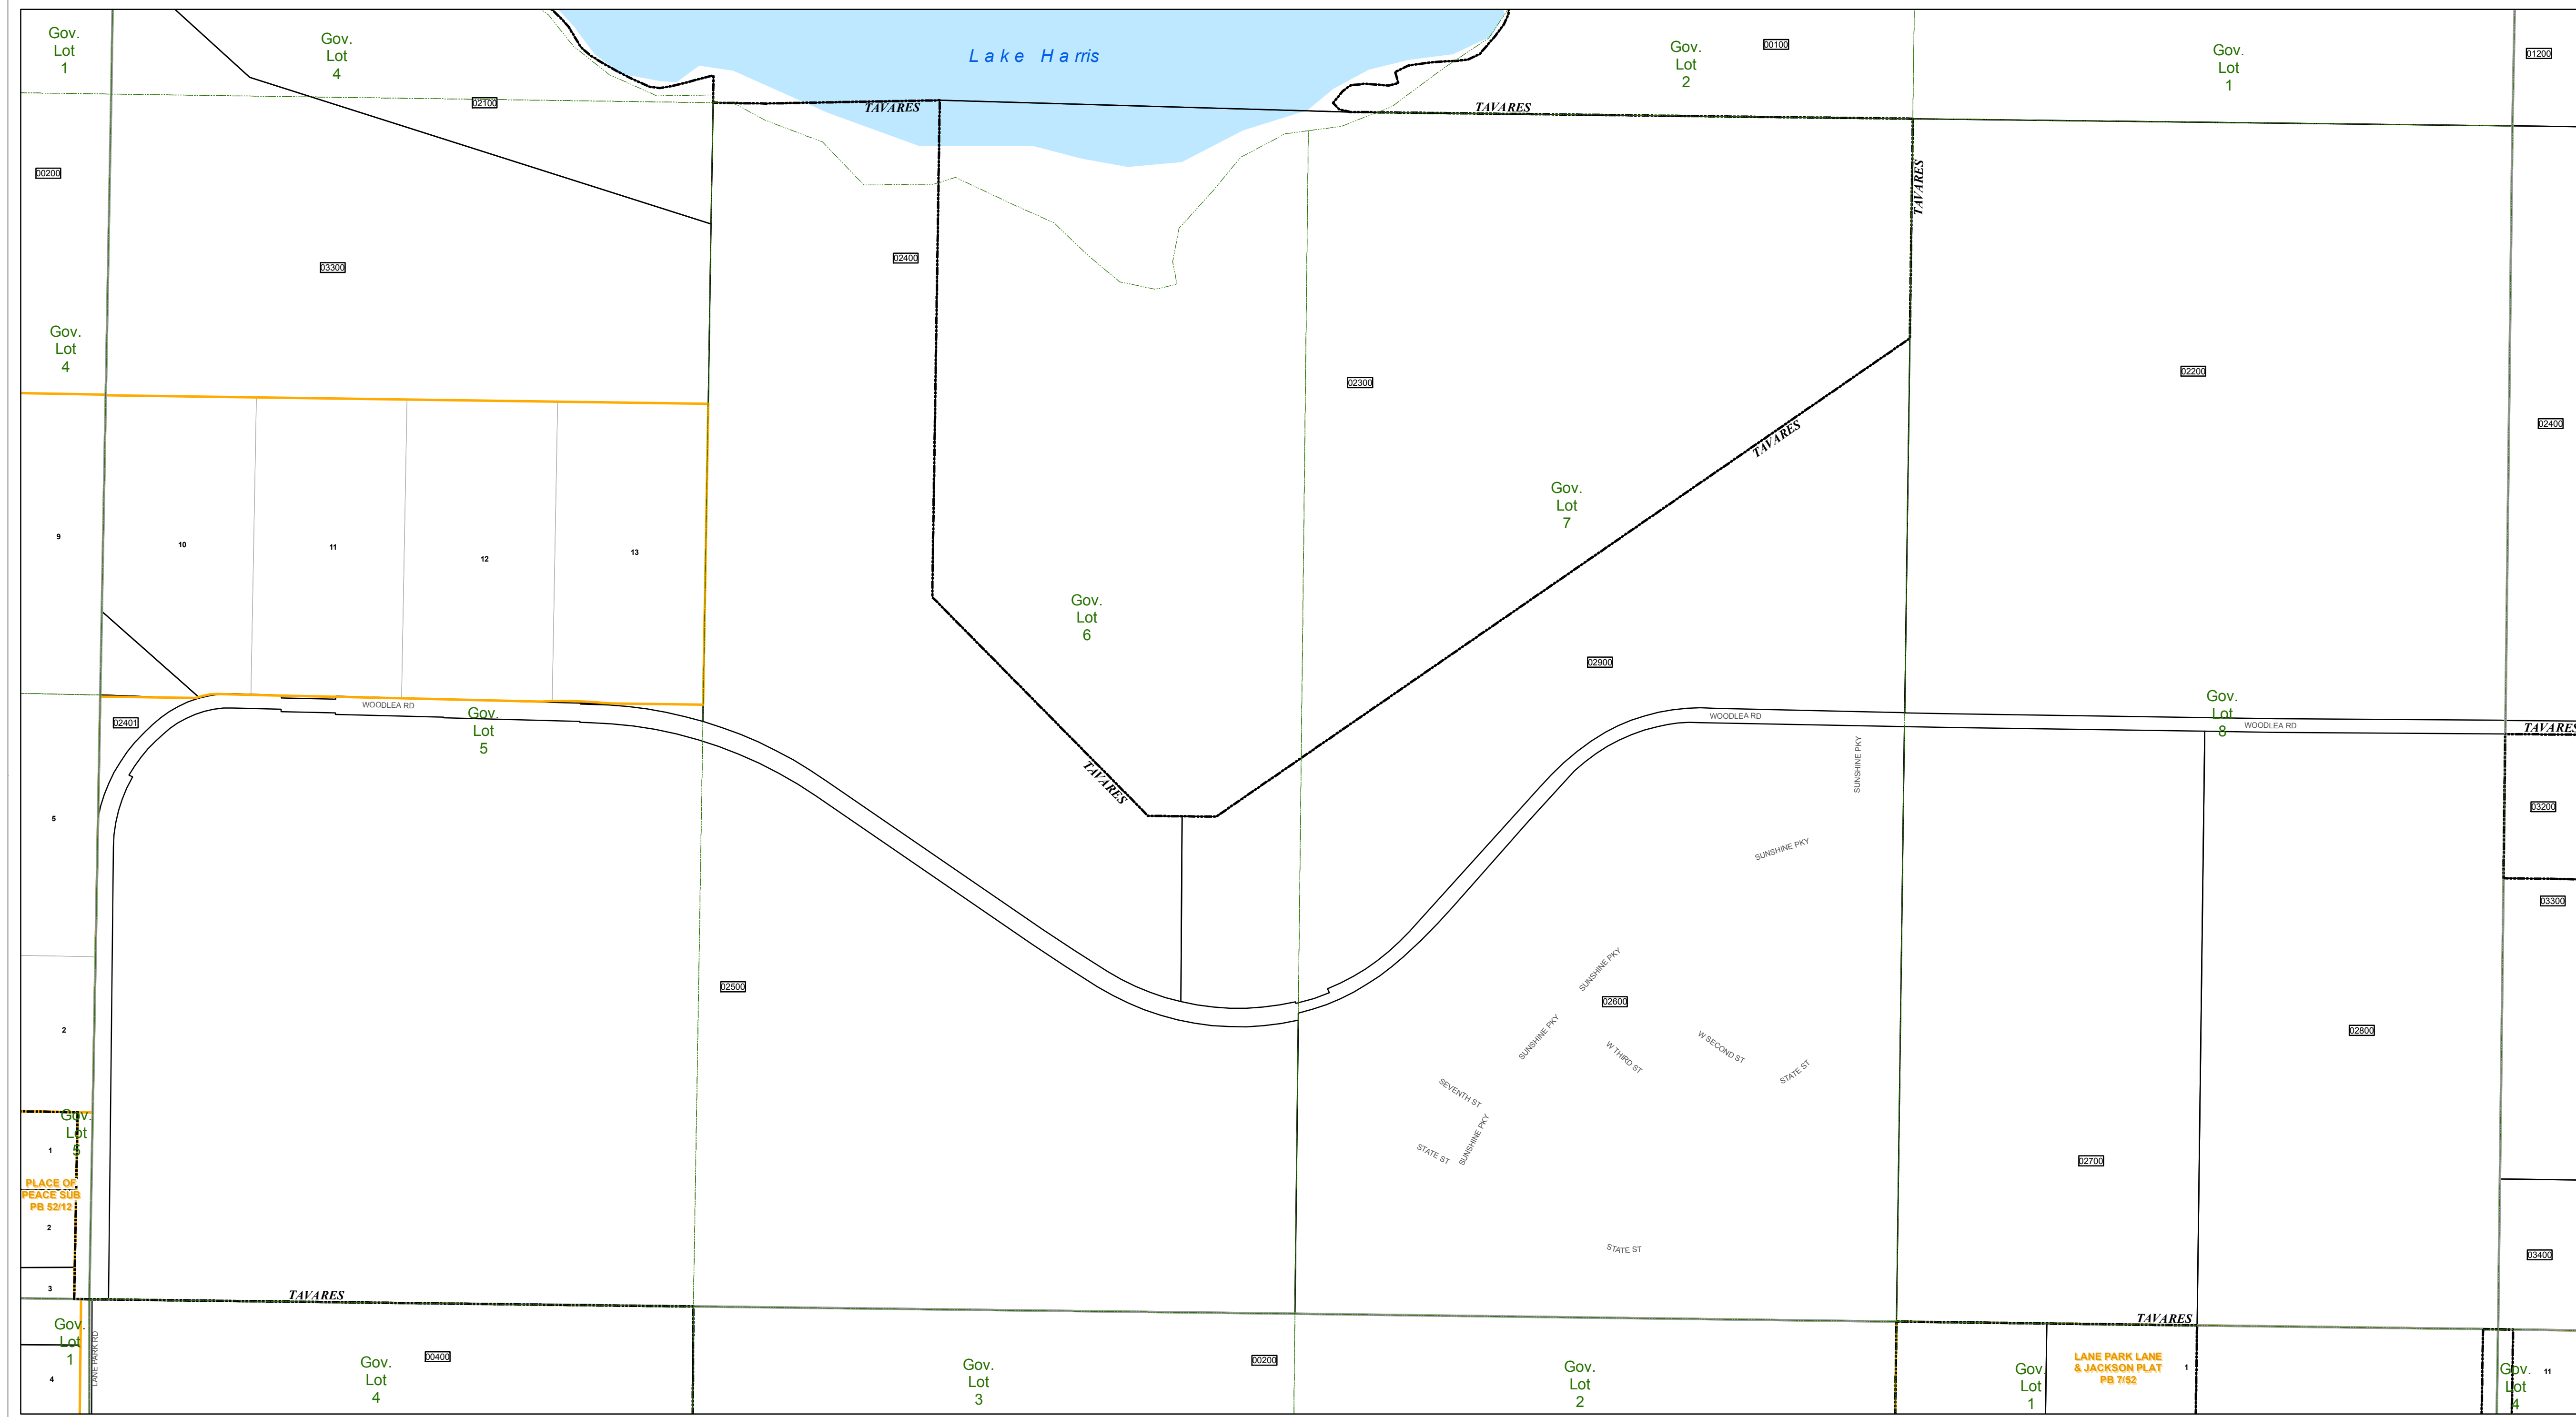 Gov.
Lot
1
Gov.
Lot
4
Lake Harris
Gov.
Lot
2
00100
Gov.
Lot
1
01200
02100
TAVARES
TAVARES
00200
TAVARES
02400
03300
Gov.
Lot
4
02300
02200
02400
TAVARES
Gov.
Lot
7
9
10
11
12
13
Gov.
Lot
6
02900
WOODLEA RD
Gov.
Lot
5
02401
WOODLEA RD
Gov.
Lot
8
WOODLEA RD
TAVARES
SUNSHINE PKY
TAVARES
03200
5
SUNSHINE PKY
03300
SUNSHINE PKY
02500
02600
2
SUNSHINE PKY
W THIRD ST
W SECOND ST
STATE ST
02800
SEVENTH ST
SUNSHINE PKY
STATE ST
Gov.
Lot
5
1
02700
PLACE OF
PEACE SUB
PB 52/12
2
STATE ST
03400
3
TAVARES
TAVARES
Gov.
Lot
1
LANE PARK RD
4
Gov.
Lot
4
00400
Gov.
Lot
3
00200
Gov.
Lot
2
Gov.
Lot
1
LANE PARK LANE
& JACKSON PLAT
PB 7/52
1
Gov.
Lot
4
11